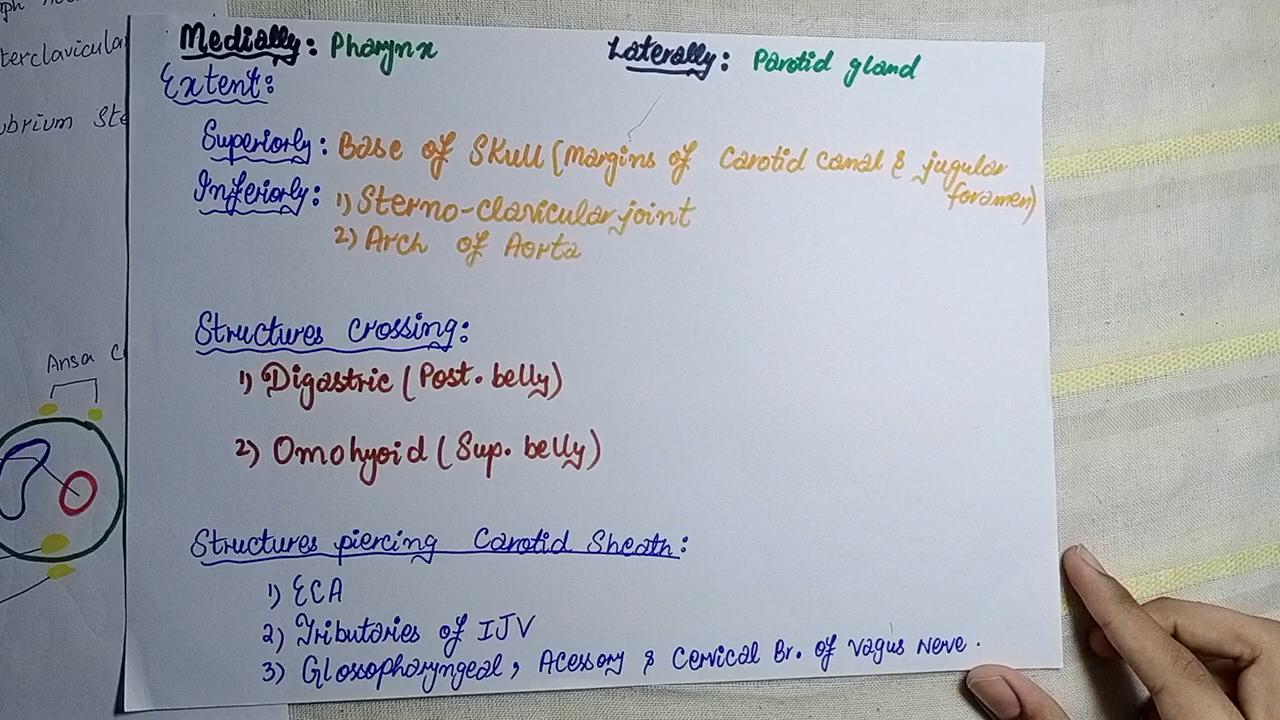 Medially: Pharynx Laterally: Parotid gland
Extent:
Superiorly: Base of Skull (Margins of Carotid canal & jugular
foramen)
Inferiorly: 1) Sterno-clavicular joint
2) Arch of Aorta
Structures crossing:
1) Digastric (Post. belly)
2) Omohyoid (Sup. belly)
Structures piercing Carotid Sheath:
1) ECA
2) Tributaries of IJV
3) Glossopharyngeal, Acessory & Cervical Br. of Vagus Nerve.
terclavicular
brium Ste
Ansa C